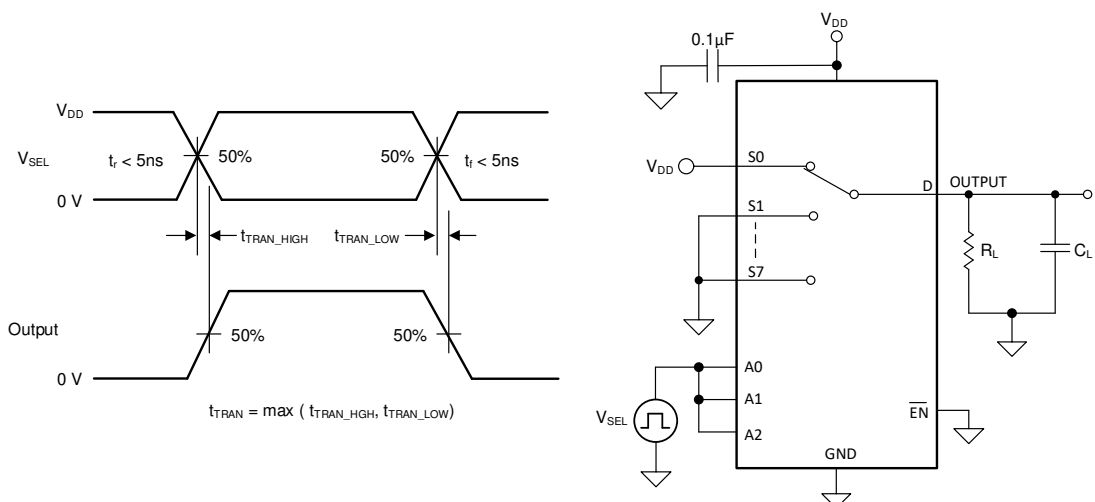 V_DD
V_SEL
0 V
t_r < 5ns
50%
50%
t_f < 5ns
t_TRAN_HIGH
t_TRAN_LOW
Output
50%
50%
0 V
t_TRAN = max ( t_TRAN_HGH, t_TRAN_LOW)
V_DD
0.1µF
V_DD
S0
S1
S7
D
OUTPUT
R_L
C_L
A0
A1
A2
V_SEL
EN
GND